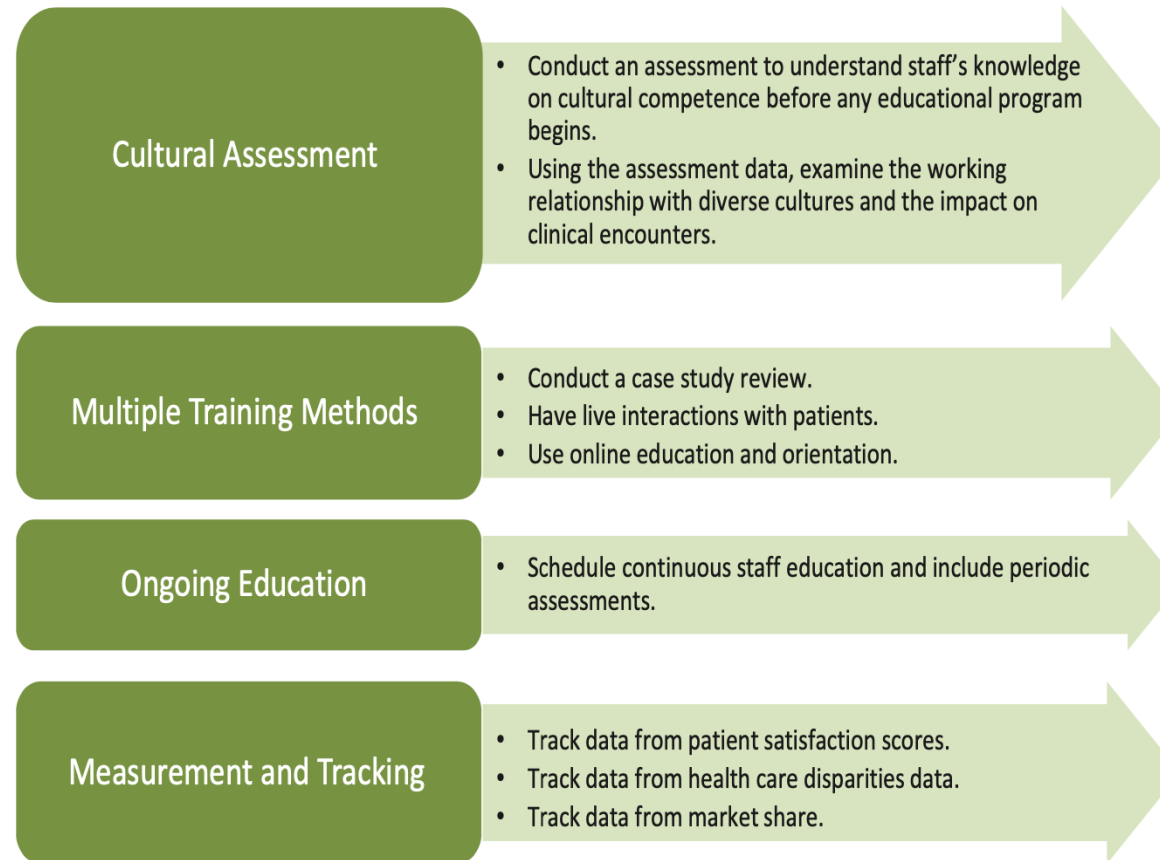 Cultural Assessment
• Conduct an assessment to understand staff’s knowledge
on cultural competence before any educational program
begins.
• Using the assessment data, examine the working
relationship with diverse cultures and the impact on
clinical encounters.
Multiple Training Methods
• Conduct a case study review.
• Have live interactions with patients.
• Use online education and orientation.
Ongoing Education
• Schedule continuous staff education and include periodic
assessments.
Measurement and Tracking
• Track data from patient satisfaction scores.
• Track data from health care disparities data.
• Track data from market share.